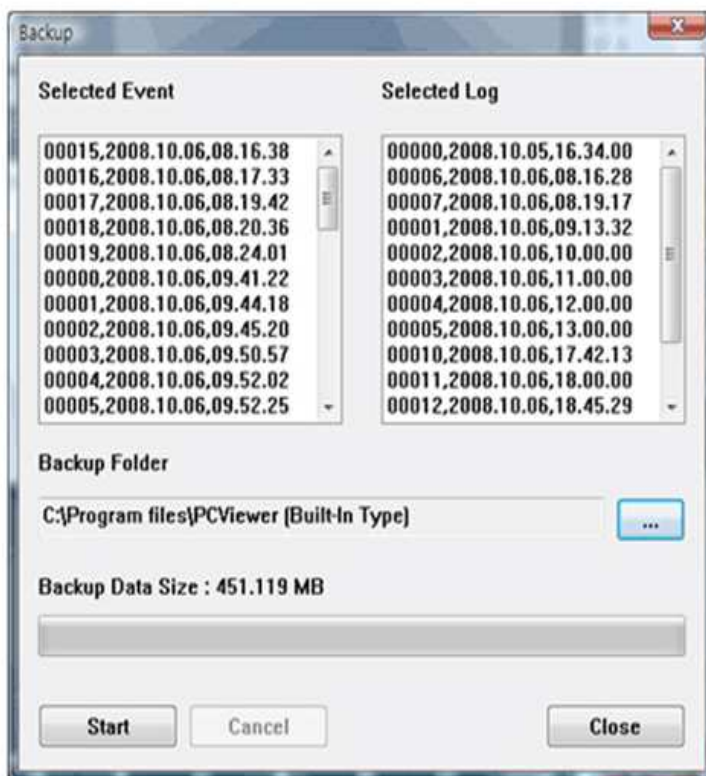 Backup
Selected Event
00015,2008.10.06,08.16.38
00016,2008.10.06,08.17.33
00017,2008.10.06,08.19.42
00018,2008.10.06,08.20.36
00019,2008.10.06,08.24.01
00000,2008.10.06,09.41.22
00001,2008.10.06,09.44.18
00002,2008.10.06,09.45.20
00003,2008.10.06,09.50.57
00004,2008.10.06,09.52.02
00005,2008.10.06,09.52.25
Selected Log
00000,2008.10.05,16.34.00
00006,2008.10.06,08.16.28
00007,2008.10.06,08.19.17
00001,2008.10.06,09.13.32
00002,2008.10.06,10.00.00
00003,2008.10.06,11.00.00
00004,2008.10.06,12.00.00
00005,2008.10.06,13.00.00
00010,2008.10.06,17.42.13
00011,2008.10.06,18.00.00
00012,2008.10.06,18.45.29
Backup Folder
C:\Program files\PCViewer (Built-In Type)
...
Backup Data Size : 451.119 MB
Start
Cancel
Close